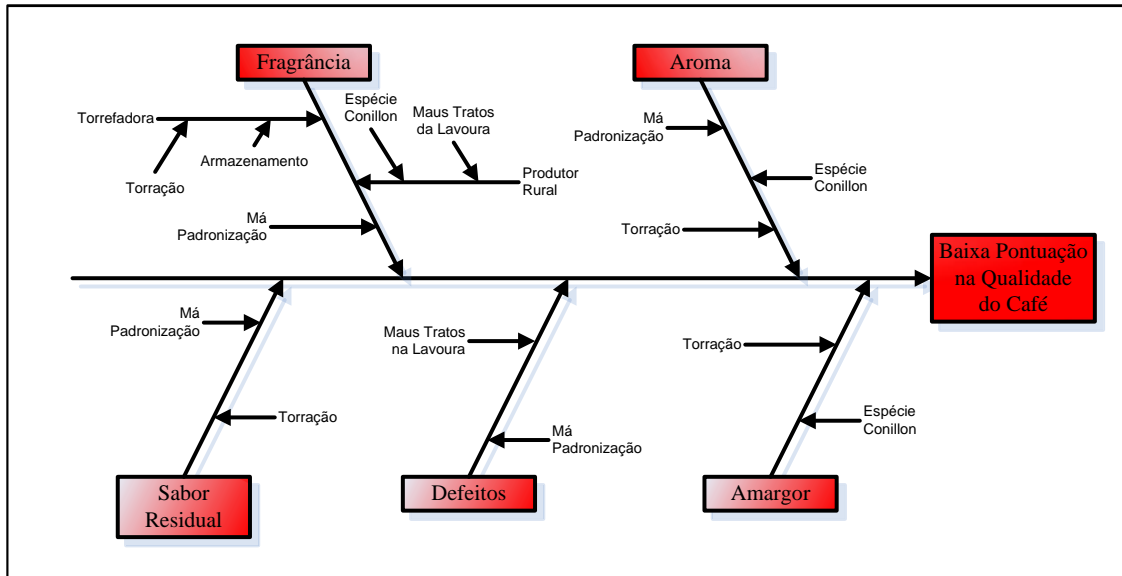 Fragrância
Aroma
Espécie
Conillon
Maus Tratos
da Lavoura
Torrefadora
Armazenamento
Torração
Produtor
Rural
Má
Padronização
Má
Padronização
Espécie
Conillon
Torração
Baixa Pontuação
na Qualidade
do Café
Má
Padronização
Torração
Maus Tratos
na Lavoura
Má
Padronização
Torração
Espécie
Conillon
Sabor
Residual
Defeitos
Amargor